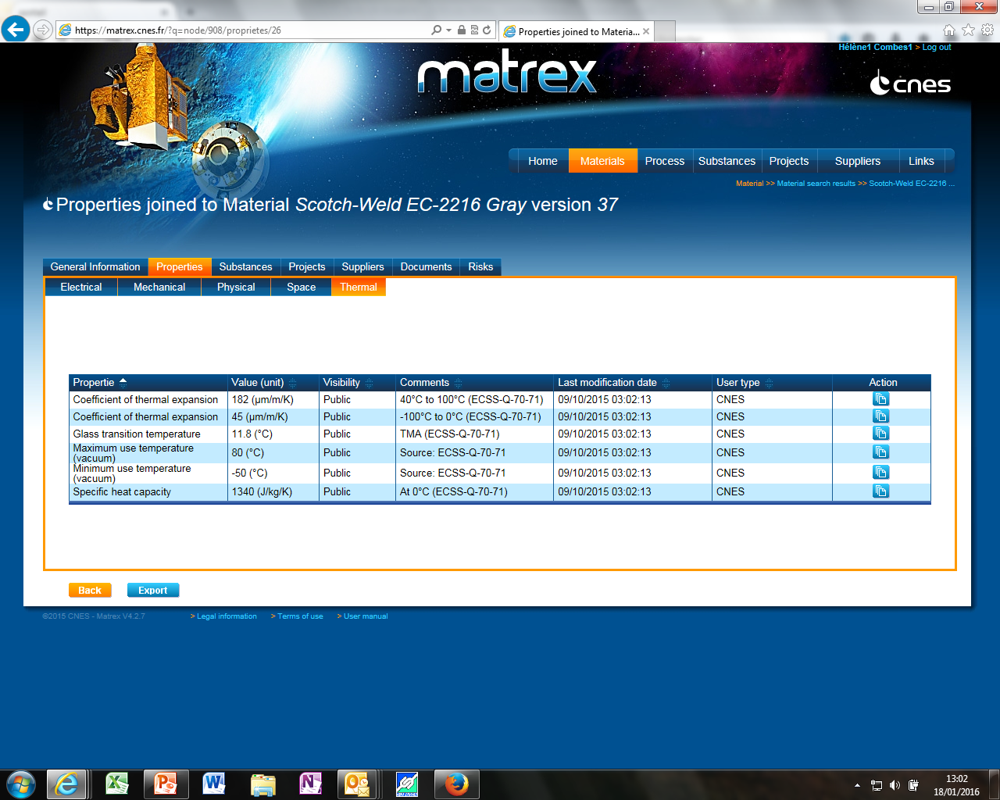 https://matrex.cnes.fr/?q=node/908/proprietes/26
Properties joined to Materia...
Hélène1 Combes1 > Log out
matrex
cnes
Home Materials Process Substances Projects Suppliers Links
Material >> Material search results >> Scotch-Weld EC-2216 ...
Properties joined to Material Scotch-Weld EC-2216 Gray version 37
General Information Properties Substances Projects Suppliers Documents Risks
Electrical Mechanical Physical Space Thermal
Propertie Value (unit) Visibility Comments Last modification date User type Action
Coefficient of thermal expansion 182 (µm/m/K) Public 40°C to 100°C (ECSS-Q-70-71) 09/10/2015 03:02:13 CNES
Coefficient of thermal expansion 45 (µm/m/K) Public -100°C to 0°C (ECSS-Q-70-71) 09/10/2015 03:02:13 CNES
Glass transition temperature 11.8 (°C) Public TMA (ECSS-Q-70-71) 09/10/2015 03:02:13 CNES
Maximum use temperature
(vacuum) 80 (°C) Public Source: ECSS-Q-70-71 09/10/2015 03:02:13 CNES
Minimum use temperature
(vacuum) -50 (°C) Public Source: ECSS-Q-70-71 09/10/2015 03:02:13 CNES
Specific heat capacity 1340 (J/kg/K) Public At 0°C (ECSS-Q-70-71) 09/10/2015 03:02:13 CNES
Back Export
©2015 CNES - Matrex V4.2.7 > Legal information > Terms of use > User manual
13:02
18/01/2016